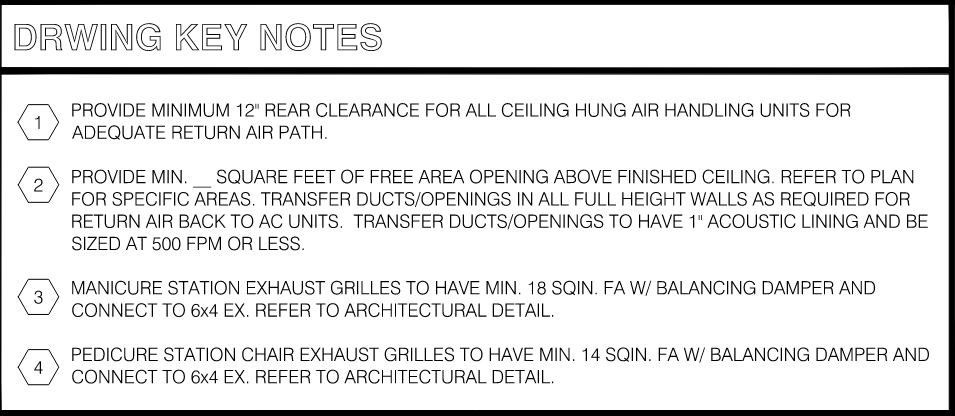 DRWING KEY NOTES
1 PROVIDE MINIMUM 12" REAR CLEARANCE FOR ALL CEILING HUNG AIR HANDLING UNITS FOR
ADEQUATE RETURN AIR PATH.
2 PROVIDE MIN. __ SQUARE FEET OF FREE AREA OPENING ABOVE FINISHED CEILING. REFER TO PLAN
FOR SPECIFIC AREAS. TRANSFER DUCTS/OPENINGS IN ALL FULL HEIGHT WALLS AS REQUIRED FOR
RETURN AIR BACK TO AC UNITS. TRANSFER DUCTS/OPENINGS TO HAVE 1" ACOUSTIC LINING AND BE
SIZED AT 500 FPM OR LESS.
3 MANICURE STATION EXHAUST GRILLES TO HAVE MIN. 18 SQIN. FA W/ BALANCING DAMPER AND
CONNECT TO 6x4 EX. REFER TO ARCHITECTURAL DETAIL.
4 PEDICURE STATION CHAIR EXHAUST GRILLES TO HAVE MIN. 14 SQIN. FA W/ BALANCING DAMPER AND
CONNECT TO 6x4 EX. REFER TO ARCHITECTURAL DETAIL.